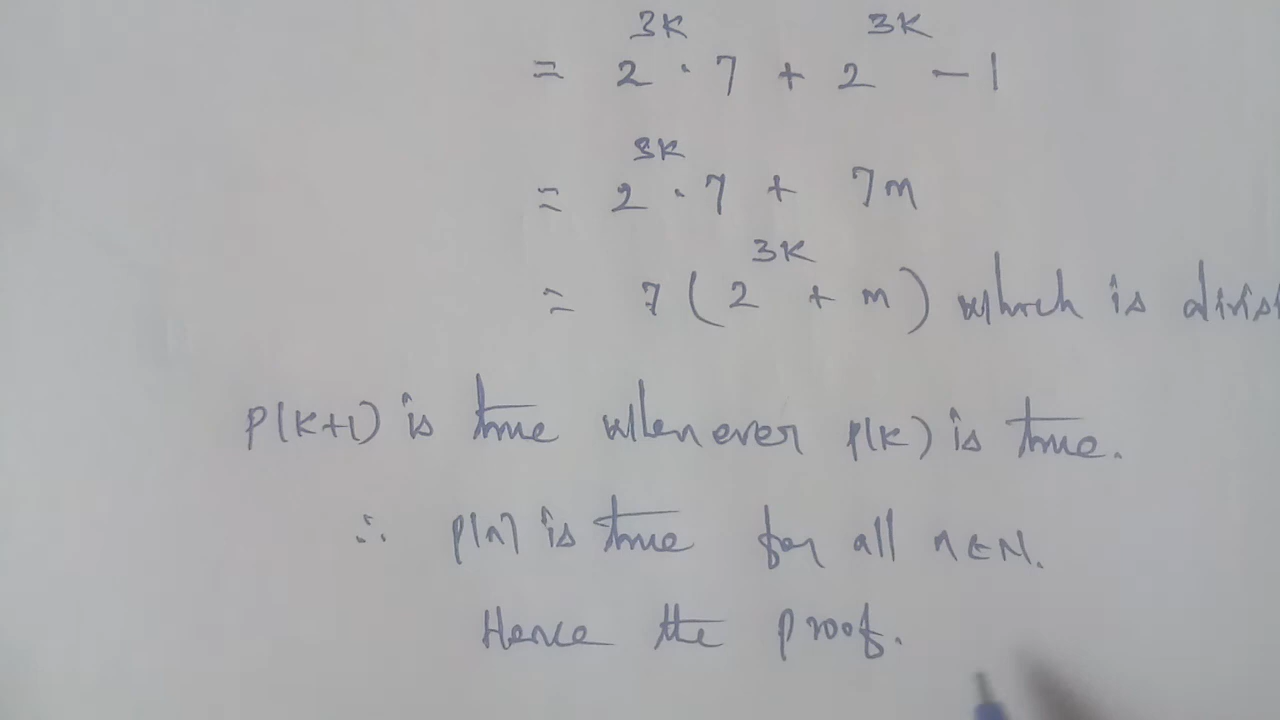 = 2^{3K} · 7 + 2^{3K} - 1
= 2^{3K} · 7 + 7m
= 7 ( 2^{3K} + m ) which is divis
P(K+1) is true whenever P(K) is true.
∴ P(n) is true for all n ∈ N.
Hence the proof.